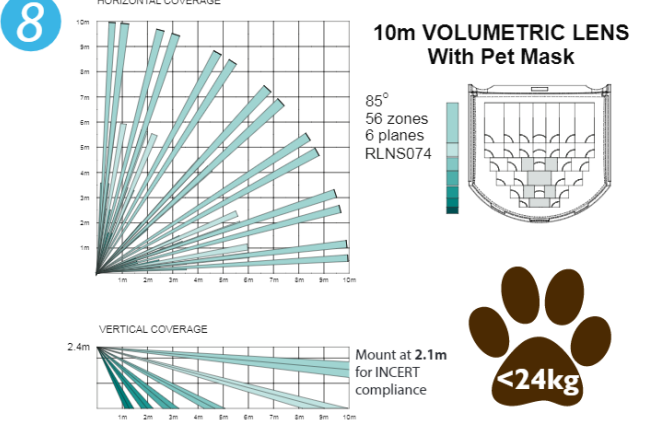 8
HORIZONTAL COVERAGE
10m
9m
8m
7m
6m
5m
4m
3m
2m
1m
1m 2m 3m 4m 5m 6m 7m 8m 9m 10m
10m VOLUMETRIC LENS
With Pet Mask
85°
56 zones
6 planes
RLNS074
VERTICAL COVERAGE
2.4m
1m 2m 3m 4m 5m 6m 7m 8m 9m 10m
Mount at 2.1m
for INCERT
compliance
<24kg